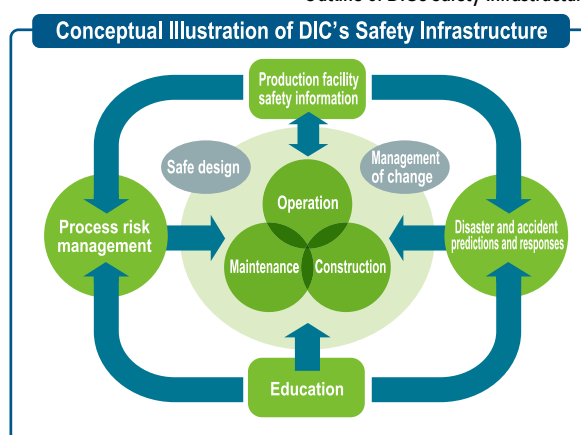 Conceptual Illustration of DIC's Safety Infrastructure
Production facility
safety information
Safe design
Management
of change
Operation
Process risk
management
Disaster and accident
predictions and responses
Maintenance
Construction
Education